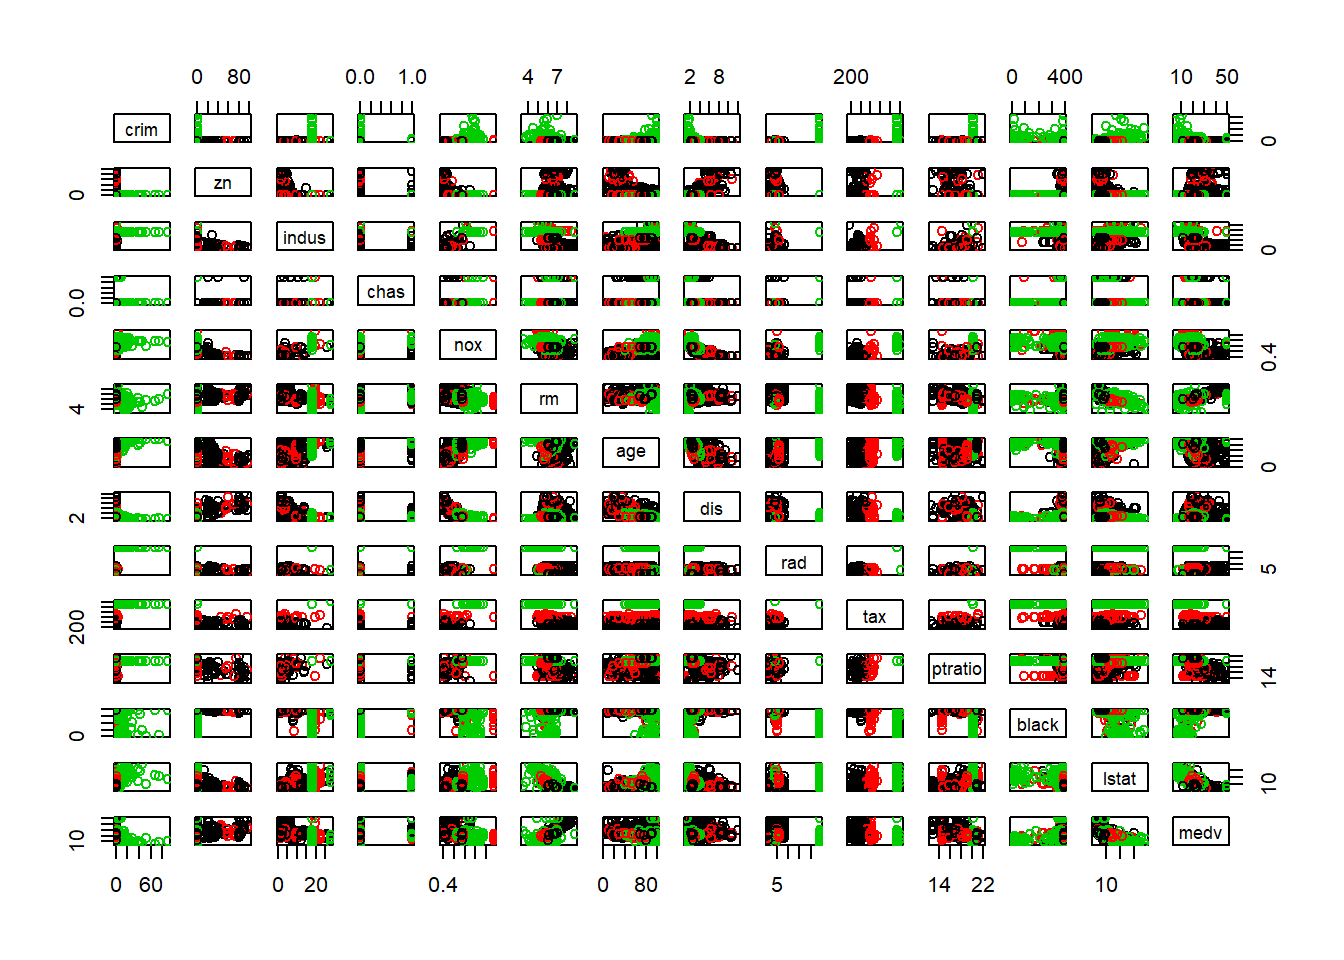 0 80 0.0 1.0 4 7 2 8 200 0 400 10 50
crim 0
0 zn
indus 0
0.0 chas
nox 0.4
4 rm
age 0
2 dis
rad 5
200 tax
ptratio 14
0 black
lstat 10
10 medv
0 60 0 20 0.4 0 80 5 14 22 10